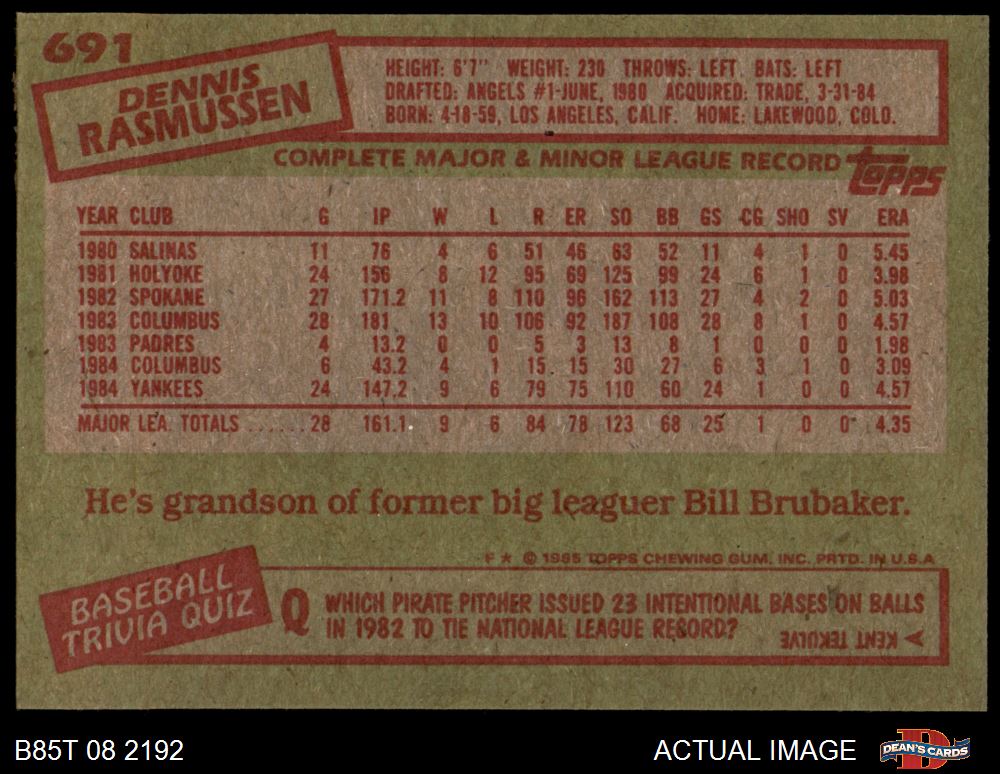 691
DENNIS
RASMUSSEN
HEIGHT: 6'7" WEIGHT: 230 THROWS: LEFT BATS: LEFT
DRAFTED: ANGELS #1-JUNE, 1980 ACQUIRED: TRADE, 3-31-84
BORN: 4-18-59, LOS ANGELES, CALIF. HOME: LAKEWOOD, COLO.
COMPLETE MAJOR & MINOR LEAGUE RECORD topps
YEAR CLUB G IP W L R ER SO BB GS CG SHO SV ERA
1980 SALINAS 11 76 4 6 51 46 63 52 11 4 1 0 5.45
1981 HOLYOKE 24 156 8 12 95 69 125 99 24 6 1 0 3.98
1982 SPOKANE 27 171.2 11 8 110 96 162 113 27 4 2 0 5.03
1983 COLUMBUS 28 181 13 10 106 92 187 108 28 8 1 0 4.57
1983 PADRES 4 13.2 0 0 5 3 13 8 1 0 0 0 1.98
1984 COLUMBUS 6 43.2 4 1 15 15 30 27 6 3 1 0 3.09
1984 YANKEES 24 147.2 9 6 79 75 110 60 24 1 0 0 4.57
MAJOR LEA. TOTALS ......28 161.1 9 6 84 78 123 68 25 1 0 0 4.35
He's grandson of former big leaguer Bill Brubaker.
F ★ © 1985 TOPPS CHEWING GUM, INC. PRTD. IN U.S.A
BASEBALL
TRIVIA QUIZ
Q WHICH PIRATE PITCHER ISSUED 23 INTENTIONAL BASES ON BALLS
IN 1982 TO TIE NATIONAL LEAGUE RECORD?
A KENT TEKULVE
B85T 08 2192
ACTUAL IMAGE
DEAN'S CARDS